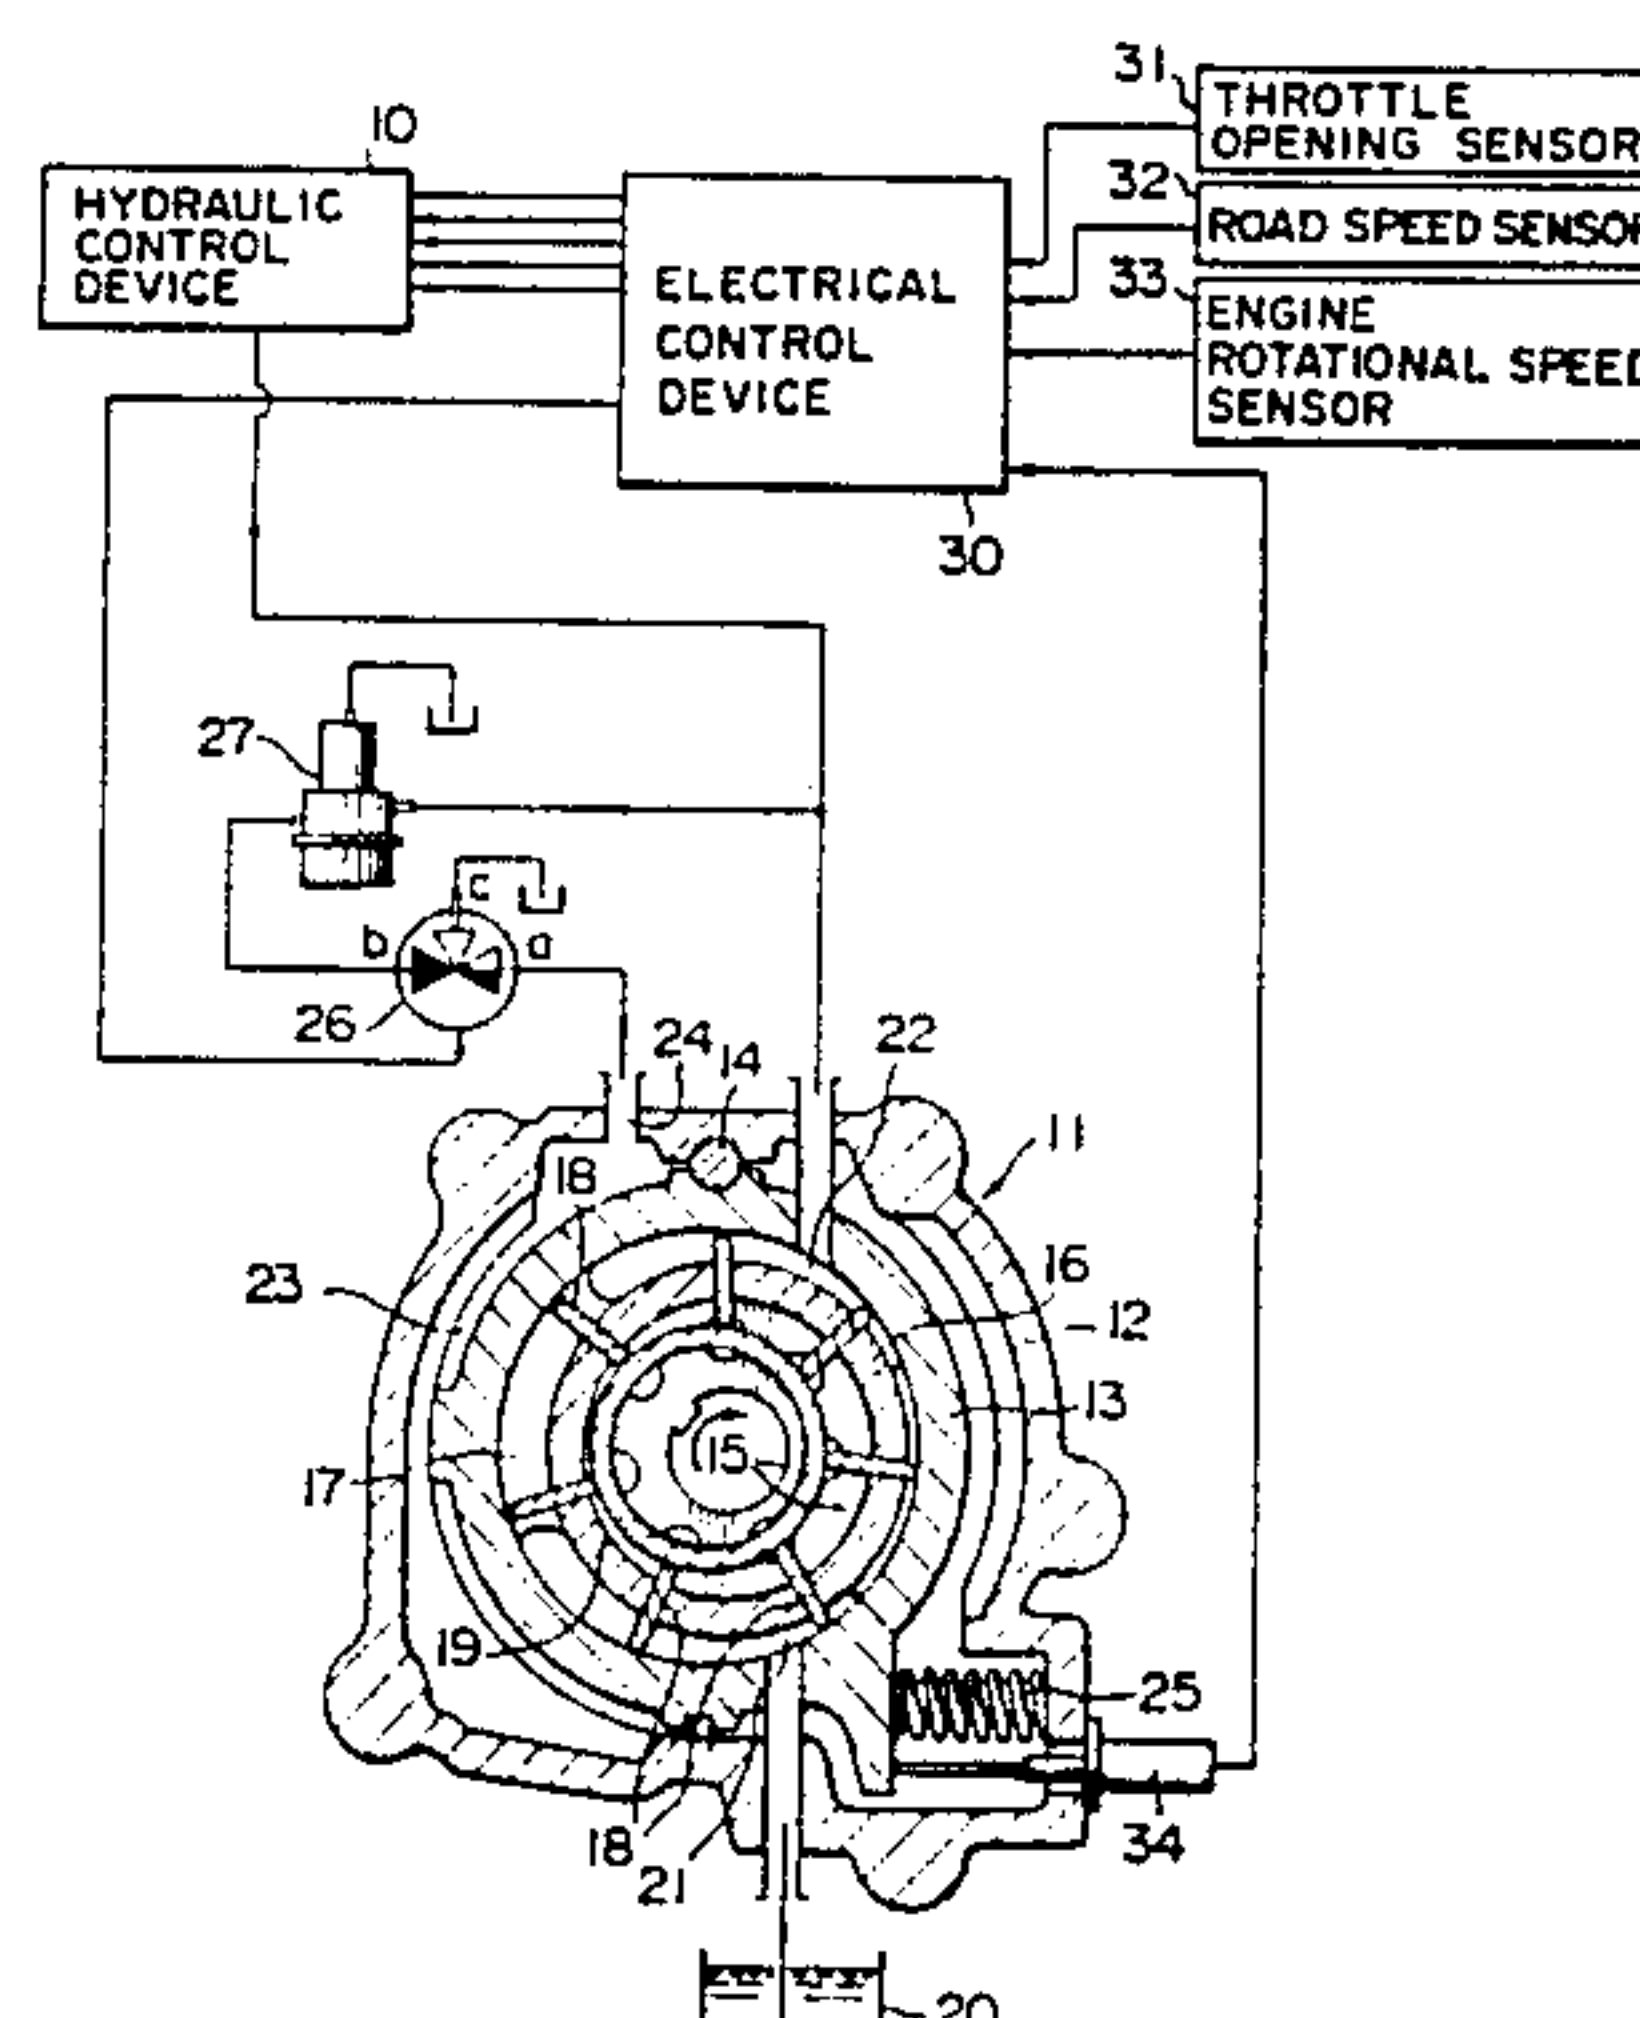 31
THROTTLE
OPENING SENSOR
10
32
HYDRAULIC
CONTROL
DEVICE
ROAD SPEED SENSOR
33
ELECTRICAL
CONTROL
DEVICE
ENGINE
ROTATIONAL SPEED
SENSOR
30
27
c
b
a
26
24
14
22
11
18
16
23
12
13
15
17
19
25
18
34
21
20